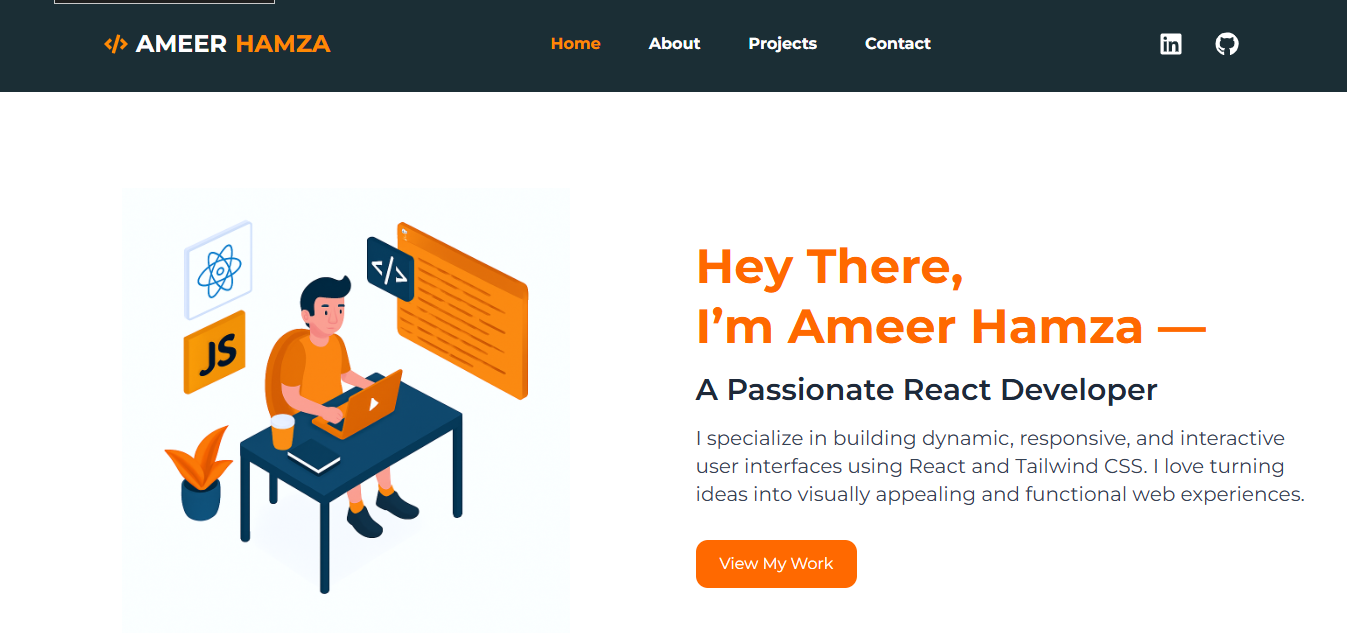 </> AMEER HAMZA
Home About Projects Contact
in
</>
JS
Hey There,
I’m Ameer Hamza —
A Passionate React Developer
I specialize in building dynamic, responsive, and interactive
user interfaces using React and Tailwind CSS. I love turning
ideas into visually appealing and functional web experiences.
View My Work